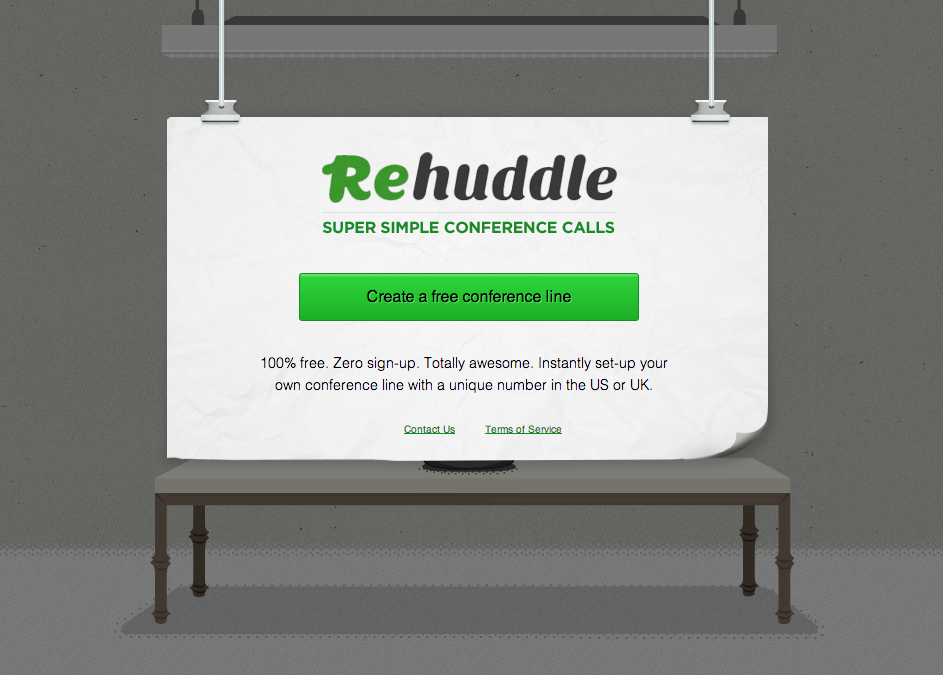 Rehuddle
SUPER SIMPLE CONFERENCE CALLS
Create a free conference line
100% free. Zero sign-up. Totally awesome. Instantly set-up your
own conference line with a unique number in the US or UK.
Contact Us Terms of Service